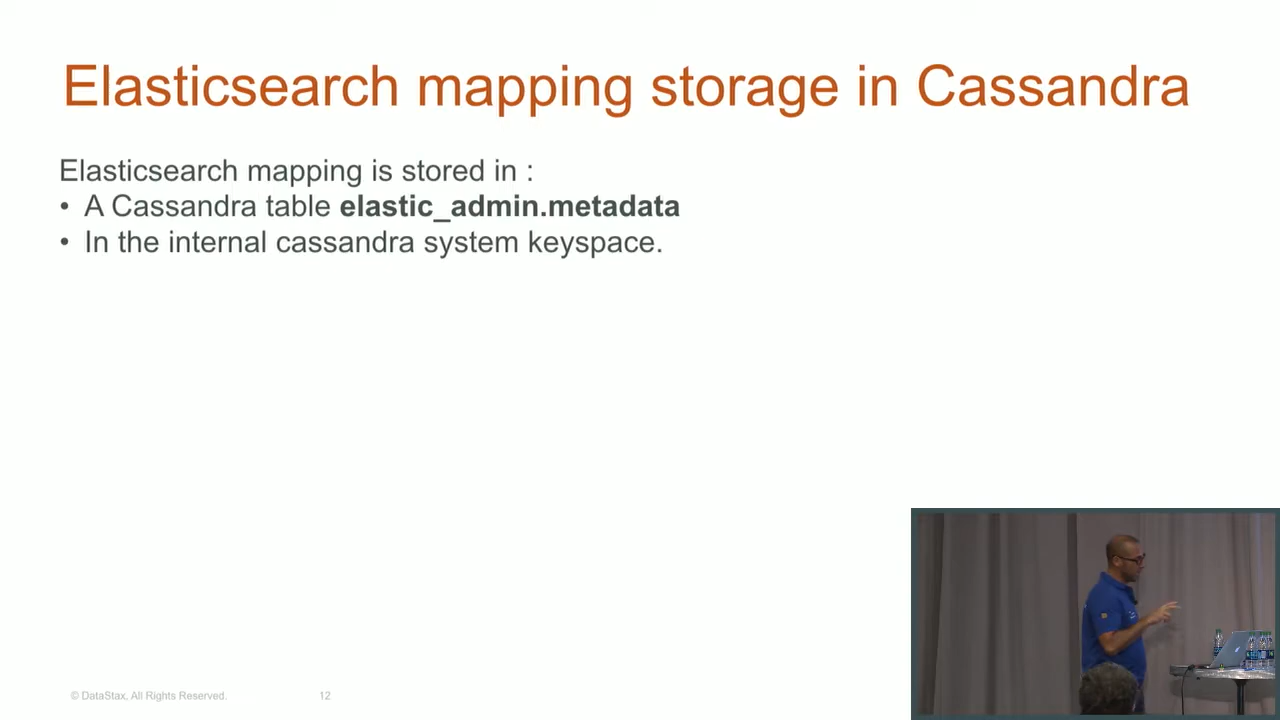 Elasticsearch mapping storage in Cassandra
Elasticsearch mapping is stored in :
• A Cassandra table elastic_admin.metadata
• In the internal cassandra system keyspace.
© DataStax, All Rights Reserved.
12